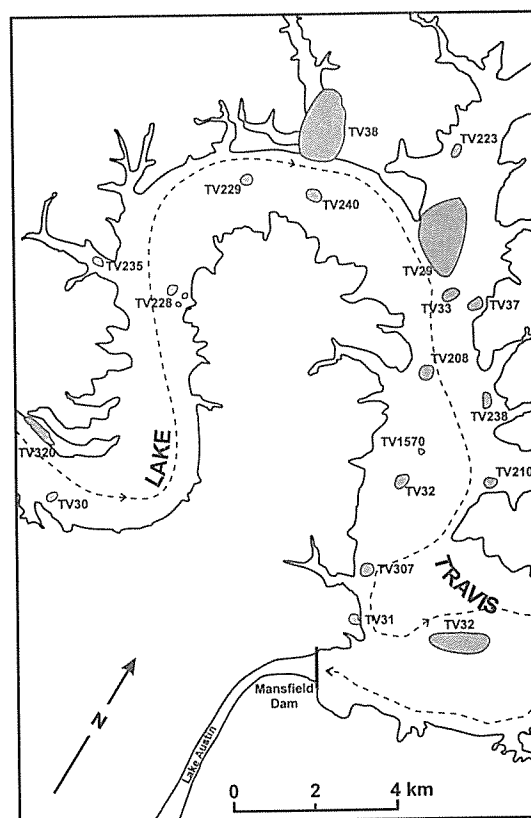 TV38
TV223
TV229
TV240
TV235
TV29
TV228
TV33
TV37
TV208
TV238
LAKE
TV320
TV1570
TV210
TV30
TV32
TV307
TRAVIS
TV31
TV32
Mansfield
Dam
N
Lake Austin
0 2 4 km